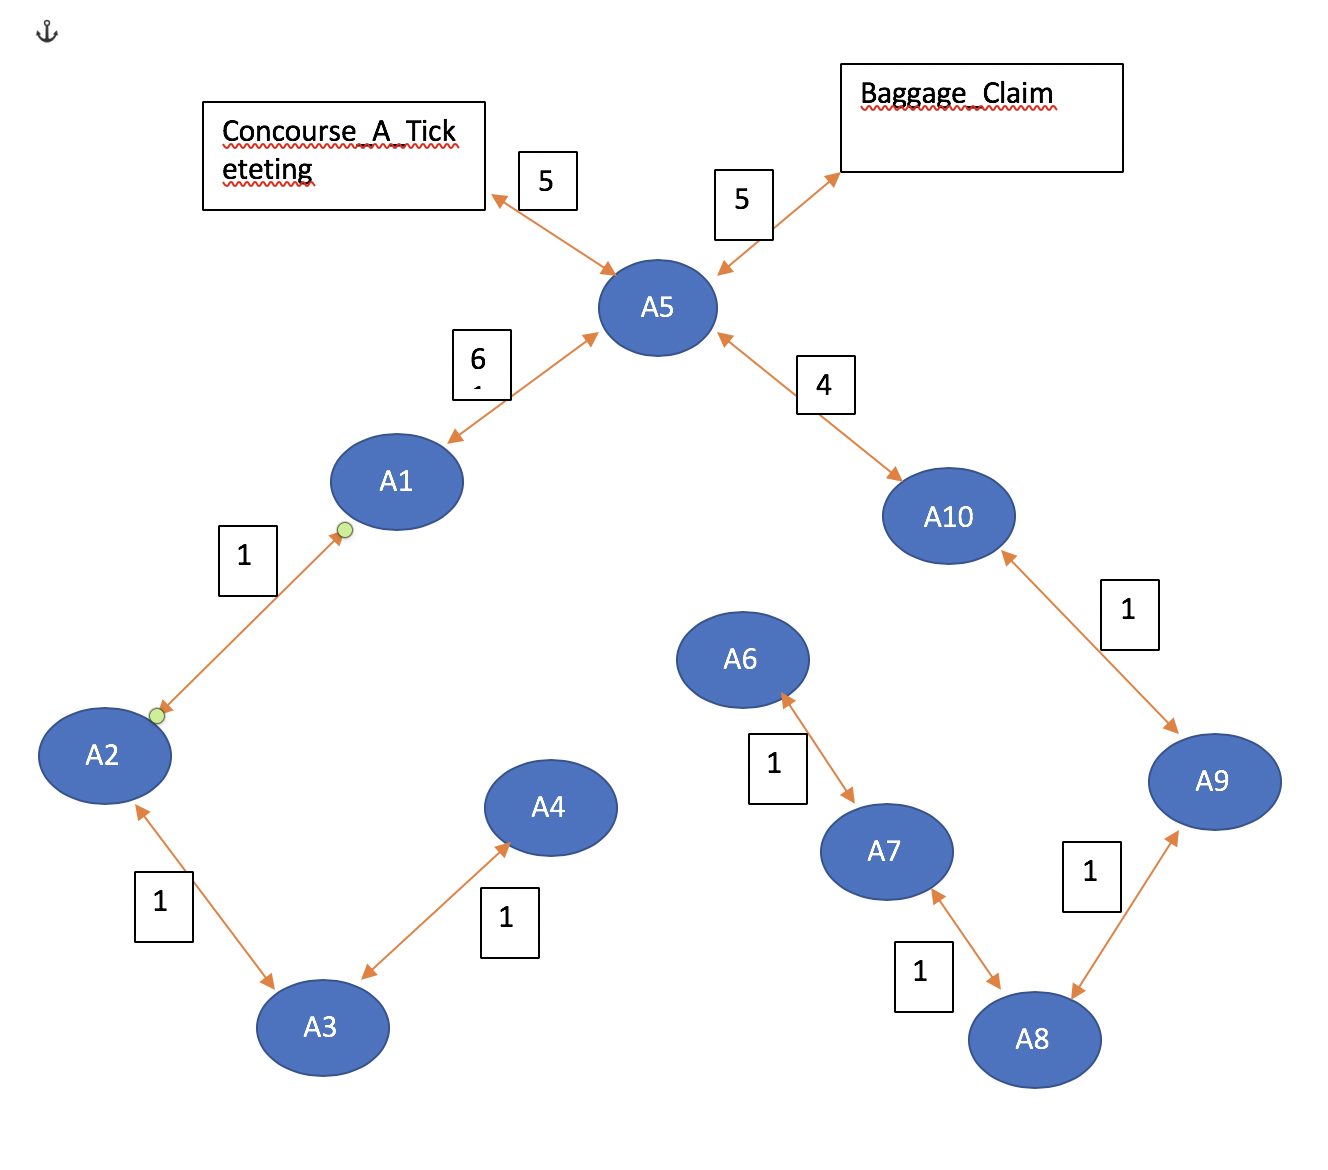 Concourse_A_Tick
eteting
Baggage_Claim
5
5
A5
6
4
A1
A10
1
1
A6
A2
1
A9
A4
A7
1
1
1
1
A3
A8